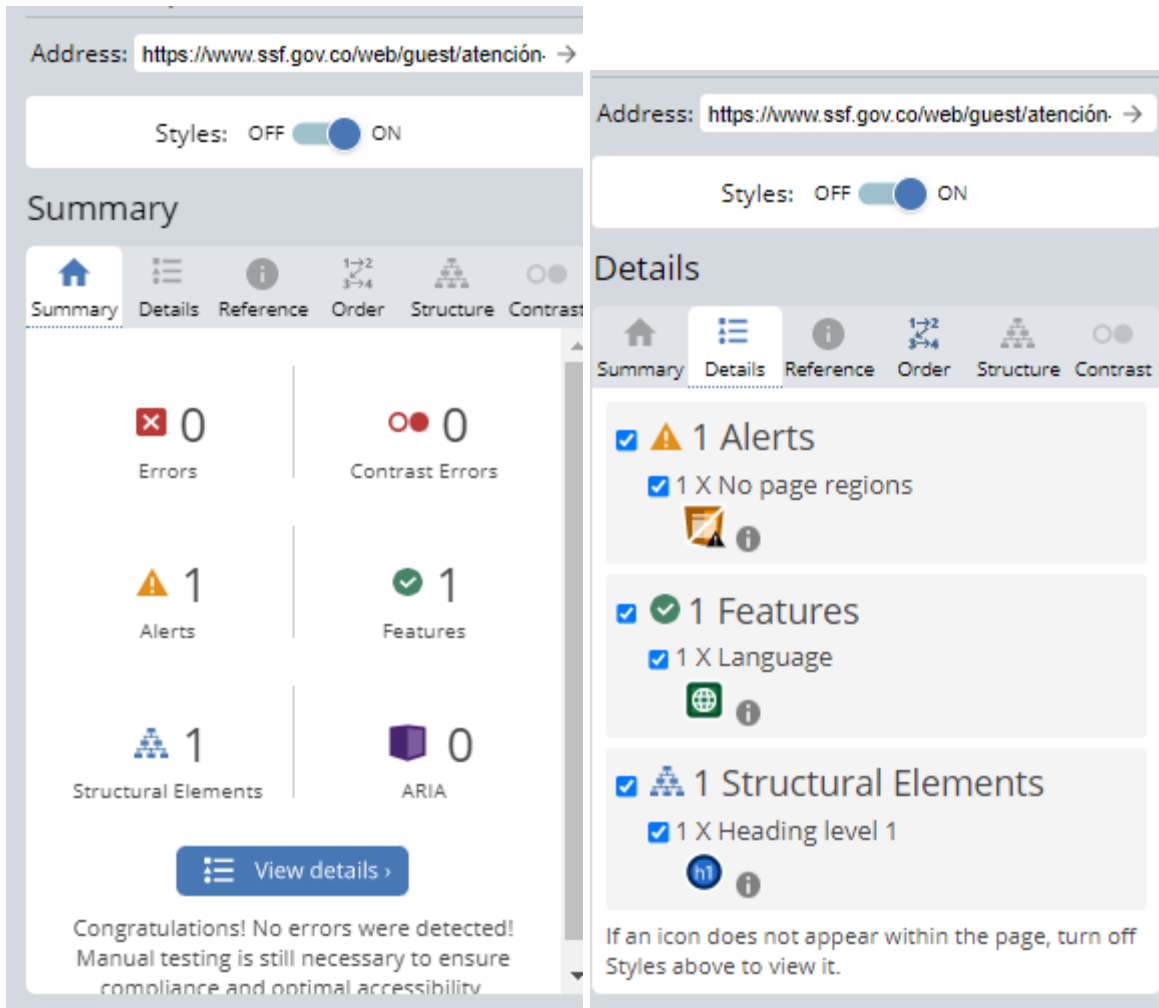 Address: https://www.ssf.gov.co/web/guest/atención-
Styles: OFF ON
Summary
Summary Details Reference Order Structure Contrast
0
Errors
0
Contrast Errors
1
Alerts
1
Features
1
Structural Elements
0
ARIA
View details ›
Congratulations! No errors were detected!
Manual testing is still necessary to ensure
compliance and optimal accessibility
Address: https://www.ssf.gov.co/web/guest/atención-
Styles: OFF ON
Details
Summary Details Reference Order Structure Contrast
1 Alerts
1 X No page regions
1 Features
1 X Language
1 Structural Elements
1 X Heading level 1
h1
If an icon does not appear within the page, turn off
Styles above to view it.